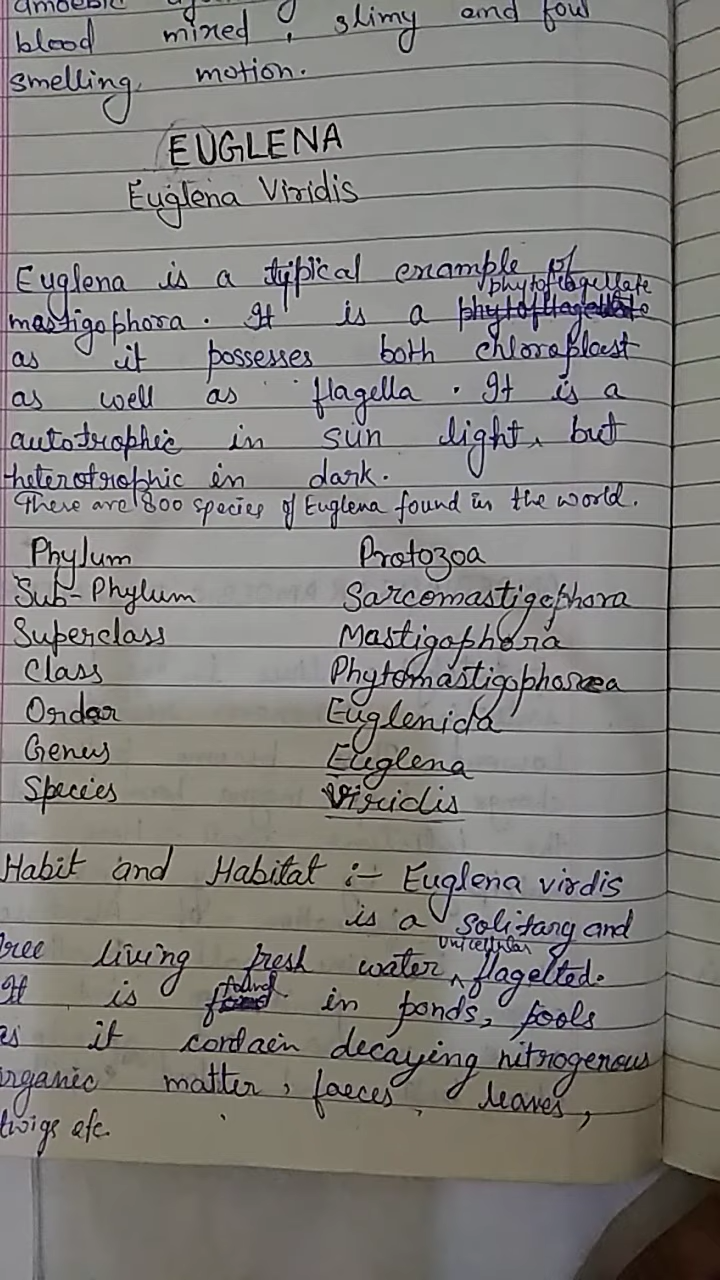 amoebic
blood mixed, slimy and foul
smelling, motion.
EUGLENA
Euglena Viridis
Euglena is a typical example of
mastigophora. It is a phytoflagellate
as it possesses both chloroplast
as well as flagella. It is a
autotrophic in sun light, but
heterotrophic in dark.
There are 800 species of Euglena found in the world.
Phylum Protozoa
Sub-Phylum Sarcomastigophora
Superclass Mastigophora
Class Phytomastigophorea
Order Euglenida
Genus Euglena
Species Viridis
Habit and Habitat :- Euglena virdis
is a solitary and
free living fresh water unicellular flagelted.
It is found in ponds, pools
as it contain decaying nitrogenous
organic matter, faeces, leaves,
twigs etc.